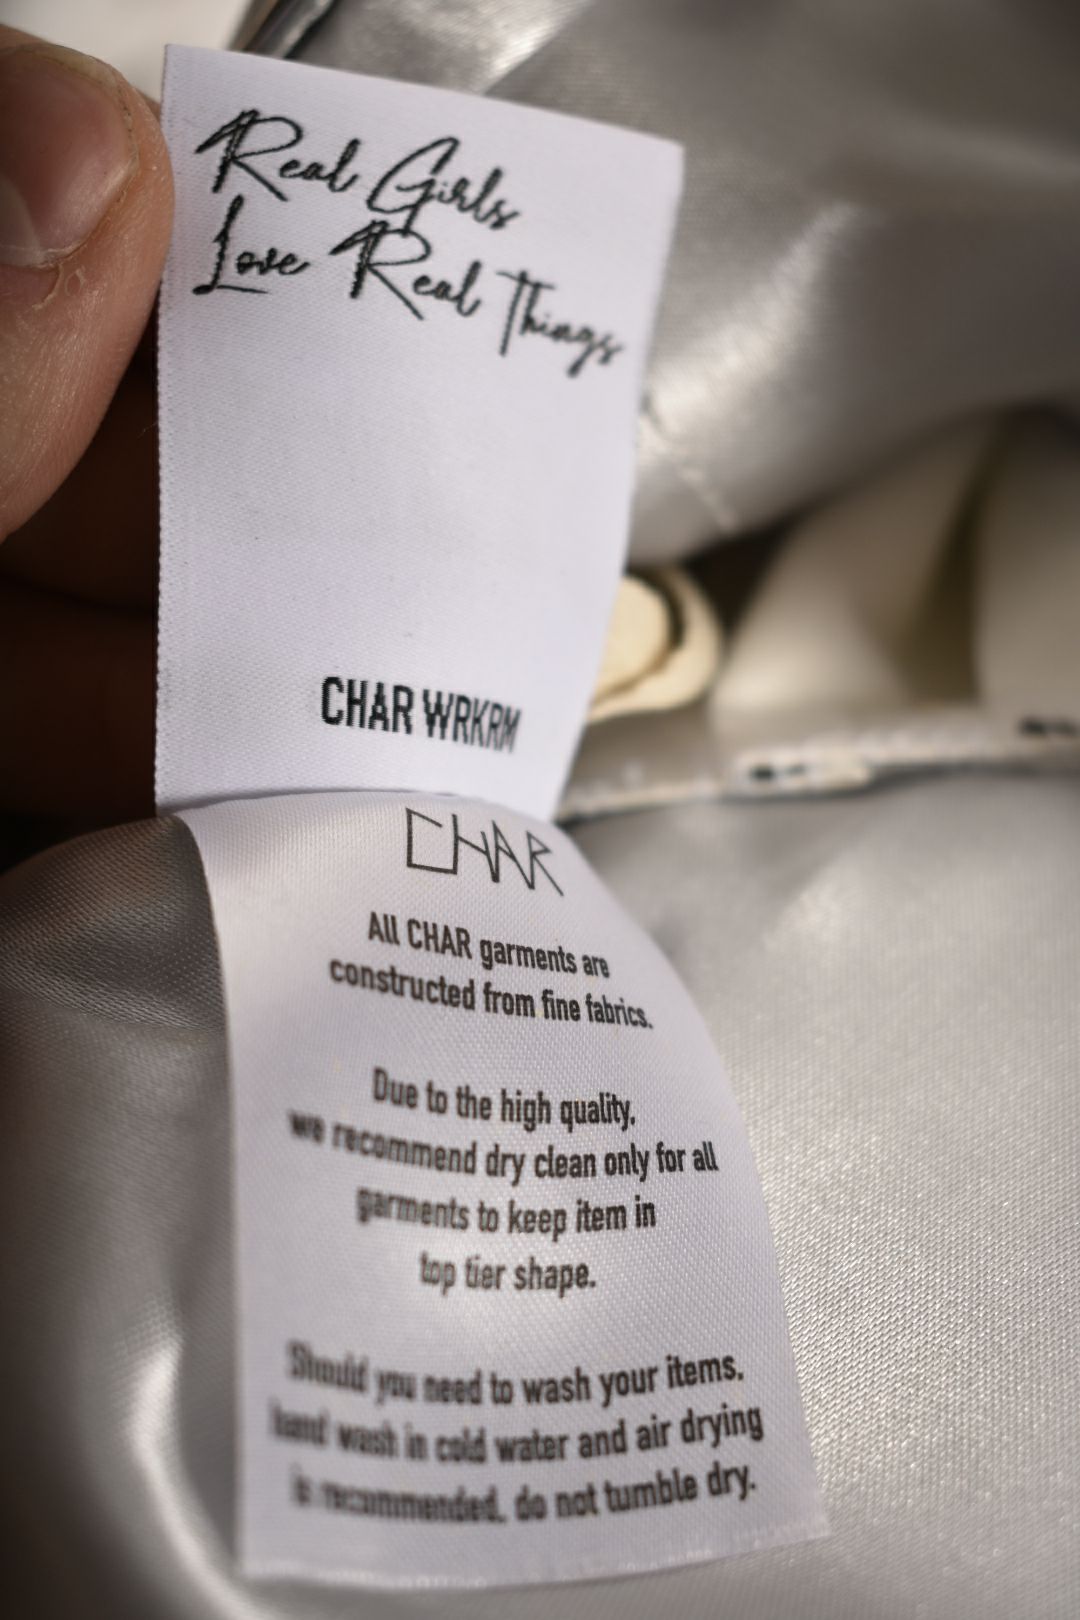 Real Girls
Love Real Things
CHAR WRKRM
CHAR
All CHAR garments are
constructed from fine fabrics.
Due to the high quality,
we recommend dry clean only for all
garments to keep item in
top tier shape.
Should you need to wash your items,
hand wash in cold water and air drying
is recommended, do not tumble dry.